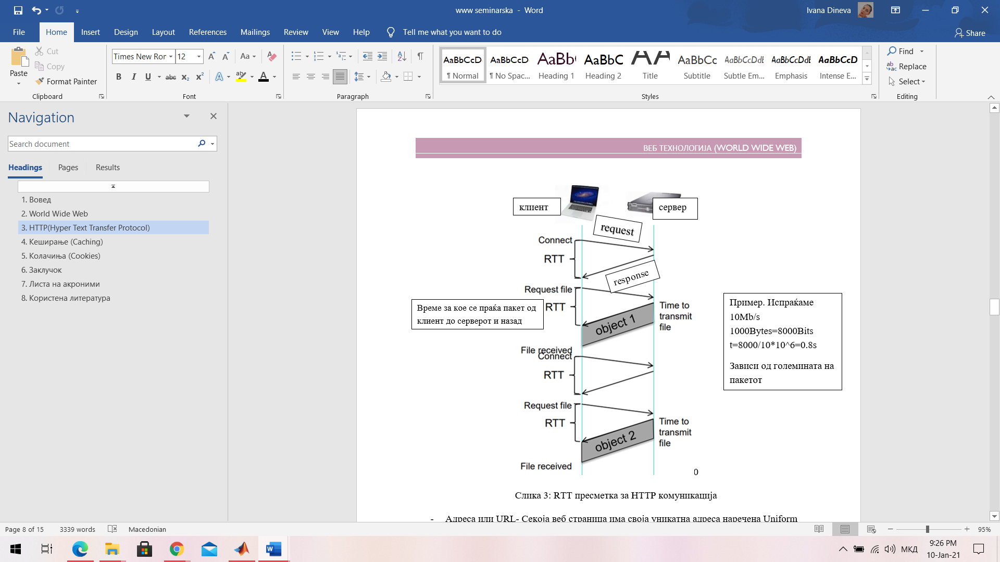 www seminarska - Word
Ivana Dineva
File Home Insert Design Layout References Mailings Review View Help Tell me what you want to do
Share
Paste
Cut
Copy
Format Painter
Clipboard
Times New Ror 12
Font
Paragraph
AaBbCcD AaBbCcD AaBb( AaBbC AA AaBbCc AaBbCcDd AaBbCcDd AaBbCcD
¶ Normal ¶ No Spac... Heading 1 Heading 2 Title Subtitle Subtle Em... Emphasis Intense E...
Styles
Find
Replace
Select
Editing
Navigation
Search document
Headings Pages Results
1. Вовед
2. World Wide Web
3. HTTP(Hyper Text Transfer Protocol)
4. Кеширање (Caching)
5. Колачиња (Cookies)
6. Заклучок
7. Листа на акроними
8. Користена литература
ВЕБ ТЕХНОЛОГИЈА (WORLD WIDE WEB)
клиент
сервер
request
Connect
RTT
response
Request file
RTT
Време за кое се праќа пакет од
клиент до серверот и назад
object 1
Time to
transmit
file
File received
Пример. Испраќаме
10Mb/s
1000Bytes=8000Bits
t=8000/10*10^6=0.8s
Зависи од големината на
пакетот
Connect
RTT
Request file
RTT
object 2
Time to
transmit
file
File received
0
Слика 3: RTT пресметка за HTTP комуникација
- Адреса или URL- Секоја веб страница има своја уникатна адреса наречена Uniform
Page 8 of 15 3339 words Macedonian
95%
МКД
9:26 PM
10-Jan-21